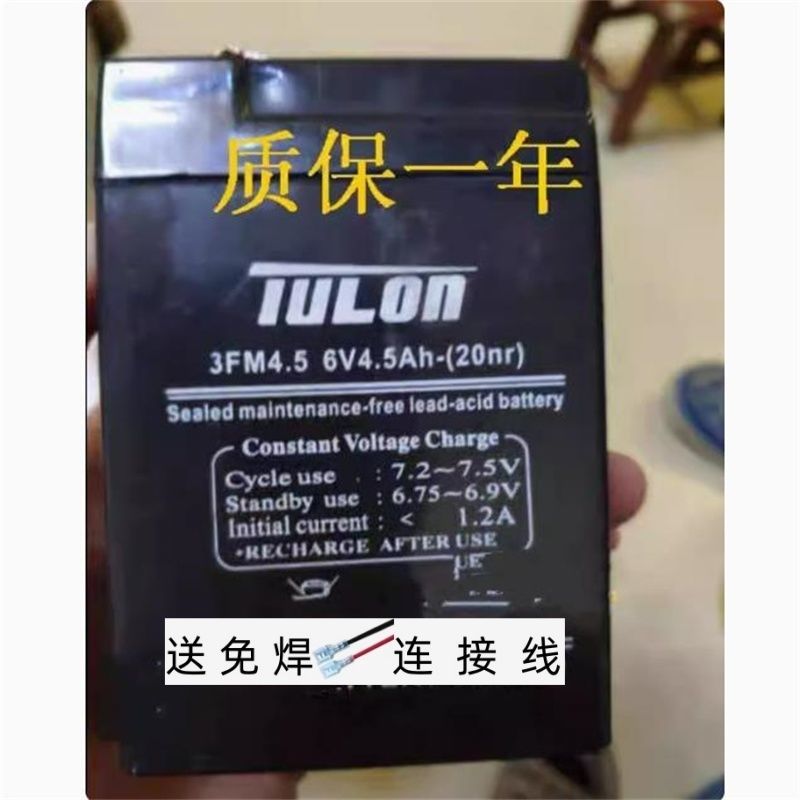 质保一年
TULON
3FM4.5 6V4.5Ah-(20nr)
Sealed maintenance-free lead-acid battery
Constant Voltage Charge
Cycle use : 7.2~7.5V
Standby use : 6.75~6.9V
Initial current : < 1.2A
•RECHARGE AFTER USE
送免焊连接线